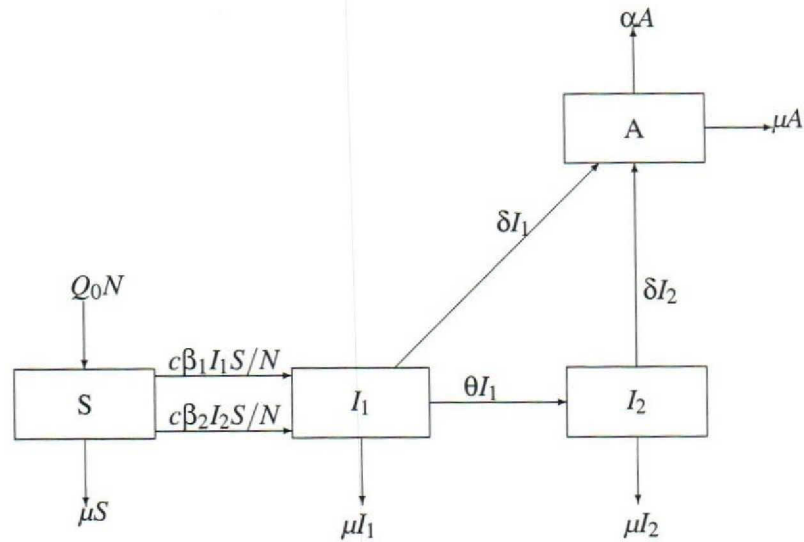 αA
A
μA
δI₁
Q₀N
δI₂
cβ₁I₁S/N
S
I₁
θI₁
I₂
cβ₂I₂S/N
μS
μI₁
μI₂